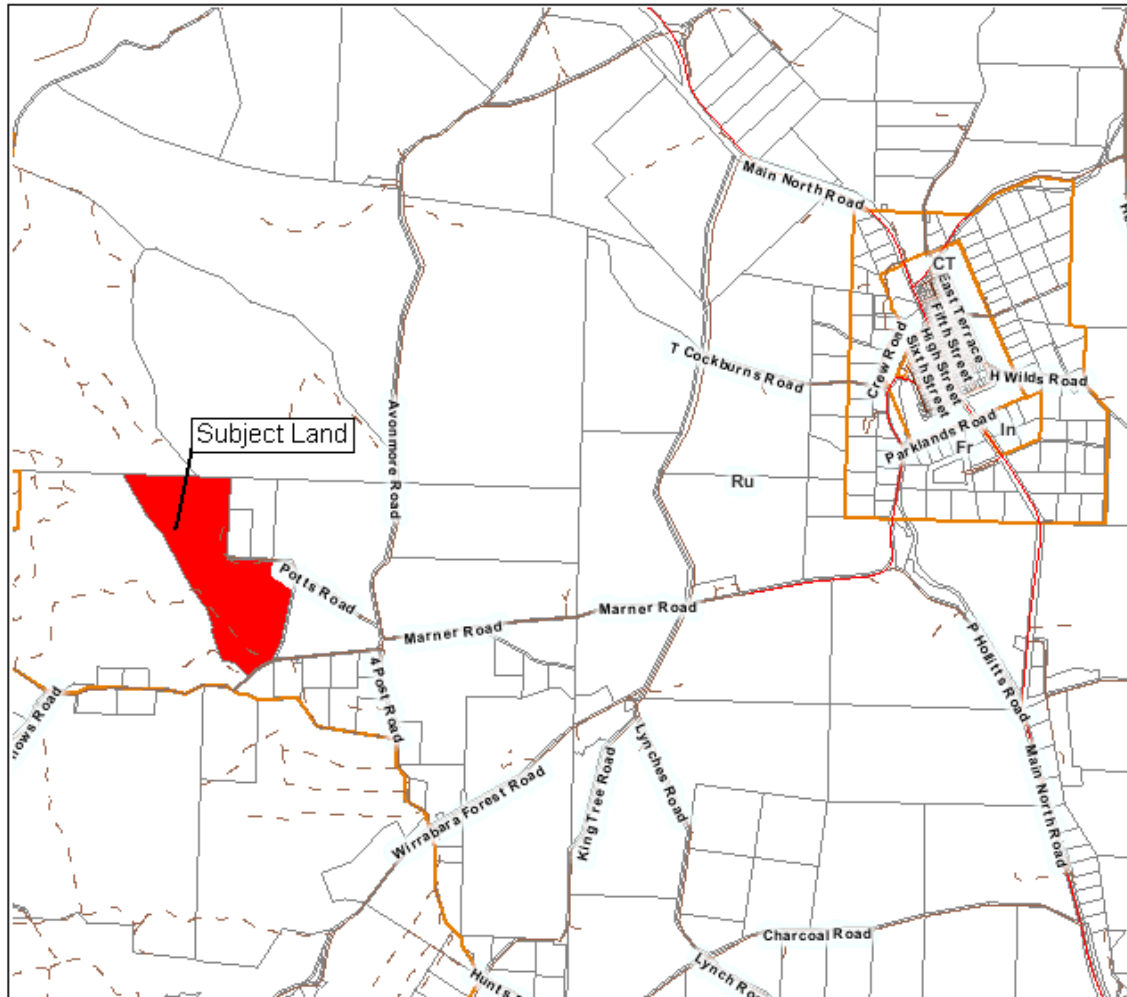 Main North Road
CT
East Terrace
Fifth Street
High Street
Sixth Street
Crew Road
T Cockburns Road
H Wilds Road
Parklands Road
In
Fr
Avonmore Road
Subject Land
Ru
Potts Road
Marner Road
Marner Road
P Hollitts Road
4 Post Road
Lynches Road
Main North Road
Wirrabara Forest Road
King Tree Road
Charcoal Road
Lynch
Hunts